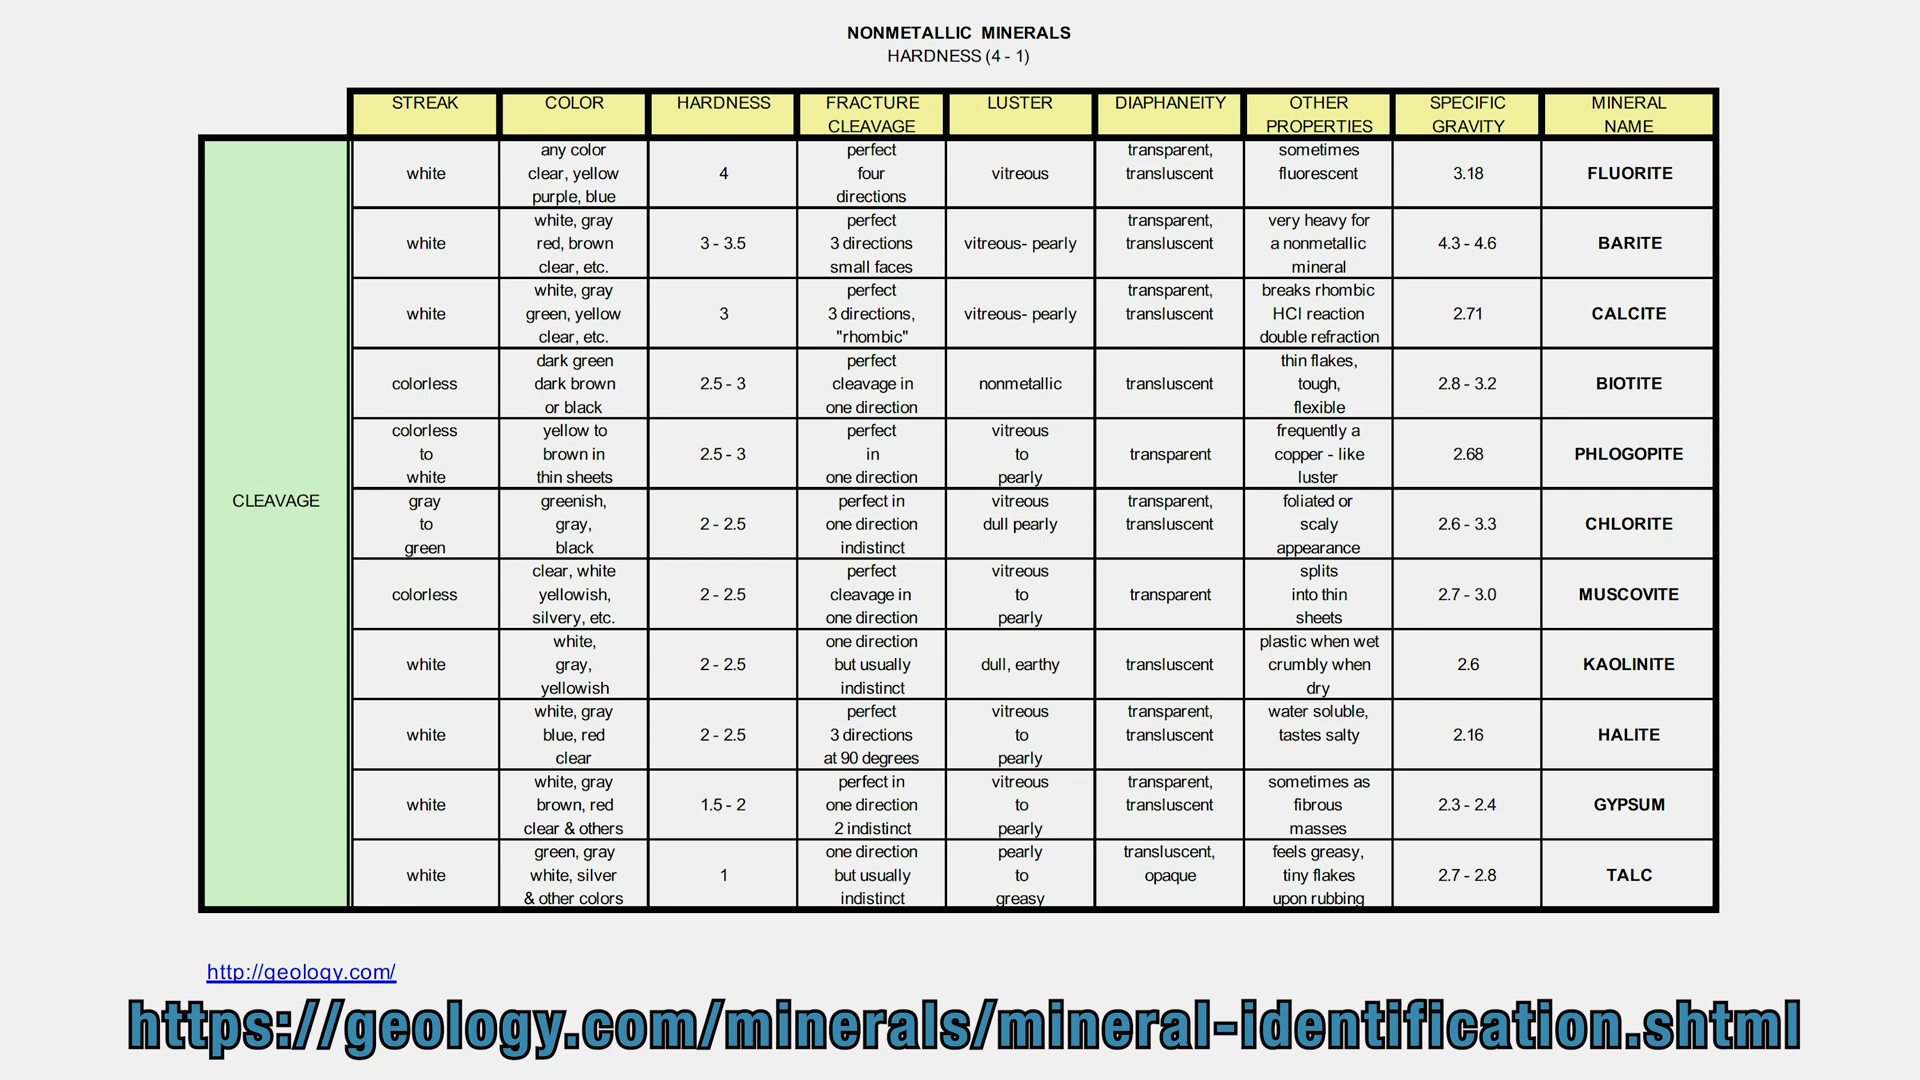 NONMETALLIC MINERALS
HARDNESS (4 - 1)
STREAK COLOR HARDNESS FRACTURE CLEAVAGE LUSTER DIAPHANEITY OTHER PROPERTIES SPECIFIC GRAVITY MINERAL NAME
CLEAVAGE
white any color clear, yellow purple, blue 4 perfect four directions vitreous transparent, transluscent sometimes fluorescent 3.18 FLUORITE
white white, gray red, brown clear, etc. 3 - 3.5 perfect 3 directions small faces vitreous- pearly transparent, transluscent very heavy for a nonmetallic mineral 4.3 - 4.6 BARITE
white white, gray green, yellow clear, etc. 3 perfect 3 directions, "rhombic" vitreous- pearly transparent, transluscent breaks rhombic HCl reaction double refraction 2.71 CALCITE
colorless dark green dark brown or black 2.5 - 3 perfect cleavage in one direction nonmetallic transluscent thin flakes, tough, flexible 2.8 - 3.2 BIOTITE
colorless to white yellow to brown in thin sheets 2.5 - 3 perfect in one direction vitreous to pearly transparent frequently a copper - like luster 2.68 PHLOGOPITE
gray to green greenish, gray, black 2 - 2.5 perfect in one direction indistinct vitreous dull pearly transparent, transluscent foliated or scaly appearance 2.6 - 3.3 CHLORITE
colorless clear, white yellowish, silvery, etc. 2 - 2.5 perfect cleavage in one direction vitreous to pearly transparent splits into thin sheets 2.7 - 3.0 MUSCOVITE
white white, gray, yellowish 2 - 2.5 one direction but usually indistinct dull, earthy transluscent plastic when wet crumbly when dry 2.6 KAOLINITE
white white, gray blue, red clear 2 - 2.5 perfect 3 directions at 90 degrees vitreous to pearly transparent, transluscent water soluble, tastes salty 2.16 HALITE
white white, gray brown, red clear & others 1.5 - 2 perfect in one direction 2 indistinct vitreous to pearly transparent, transluscent sometimes as fibrous masses 2.3 - 2.4 GYPSUM
white green, gray white, silver & other colors 1 one direction but usually indistinct pearly to greasy transluscent, opaque feels greasy, tiny flakes upon rubbing 2.7 - 2.8 TALC
http://geology.com/
https://geology.com/minerals/mineral-identification.shtml